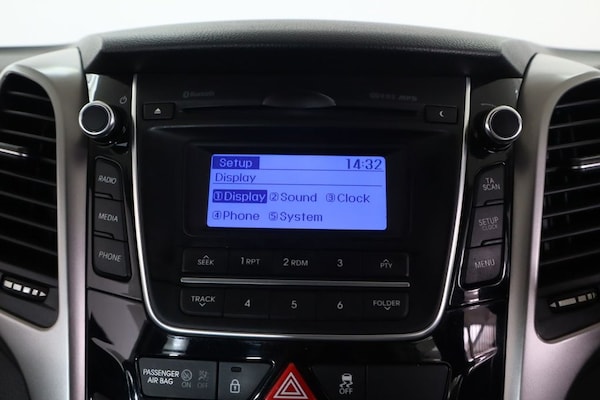 Bluetooth
RADIO
MEDIA
PHONE
Setup 14:32
Display
①Display ②Sound ③Clock
④Phone ⑤System
TA
SCAN
SETUP
CLOCK
MENU
SEEK 1 RPT 2 RDM 3 PTY
TRACK 4 5 6 FOLDER
PASSENGER
AIR BAG ON OFF
OFF